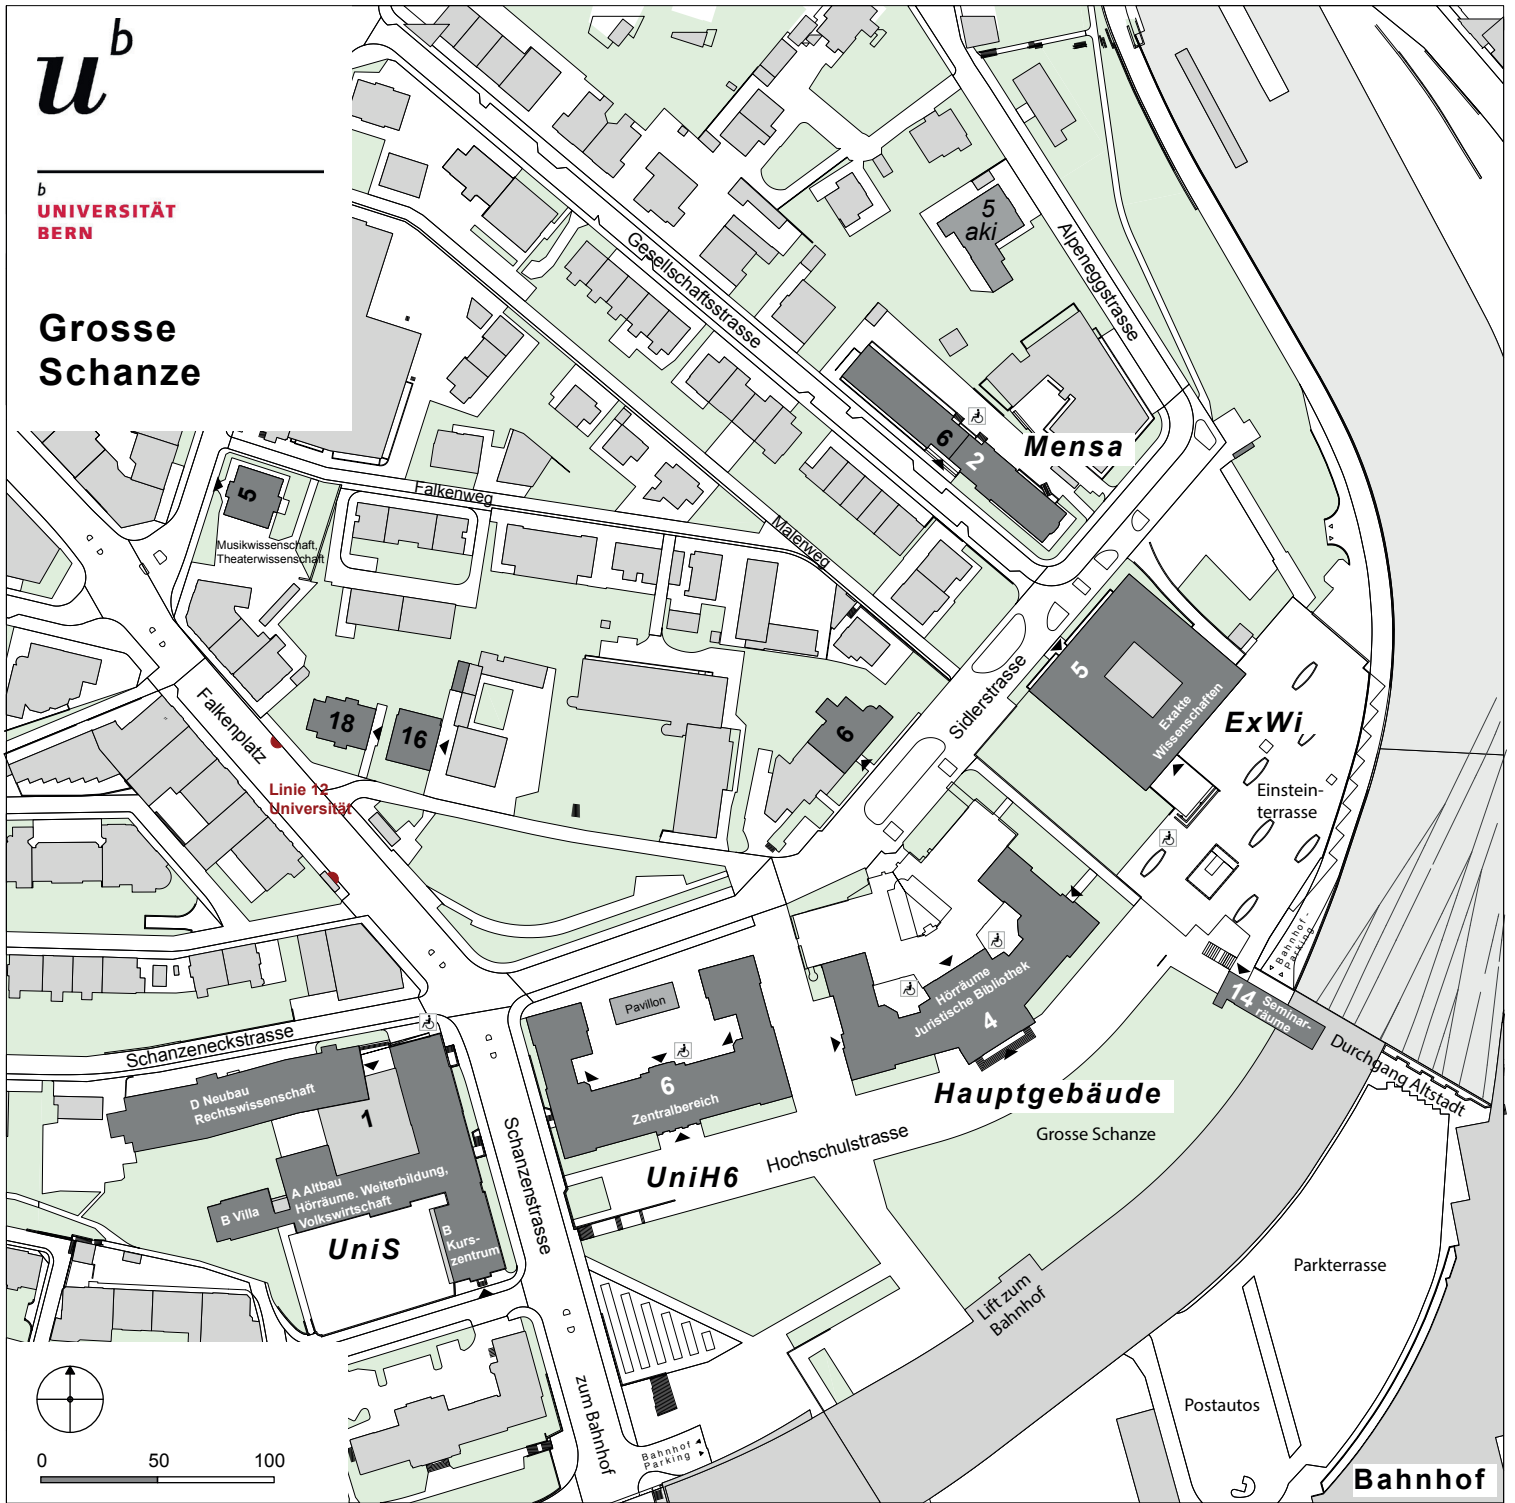 u b
b
UNIVERSITÄT
BERN
Grosse
Schanze
5
aki
Gesellschaftsstrasse
Alpeneggstrasse
6
2
Mensa
5
Falkenweg
Musikwissenschaft,
Theaterwissenschaft
Malerweg
5
Exakte
Wissenschaften
ExWi
Einstein-
terrasse
Sidlerstrasse
Falkenplatz
18
16
6
Linie 12
Universität
Bahnhof-
Parking
14
Seminar-
räume
Durchgang Altstadt
Hörräume
Juristische Bibliothek
4
Hauptgebäude
Grosse Schanze
Pavillon
6
Zentralbereich
UniH6
Hochschulstrasse
Schanzeneckstrasse
D Neubau
Rechtswissenschaft
1
A Altbau
Hörräume. Weiterbildung,
Volkswirtschaft
B Villa
B
Kurs-
zentrum
UniS
Schanzenstrasse
zum Bahnhof
Lift zum
Bahnhof
Parkterrasse
Postautos
Bahnhof
Parking
Bahnhof
0 50 100